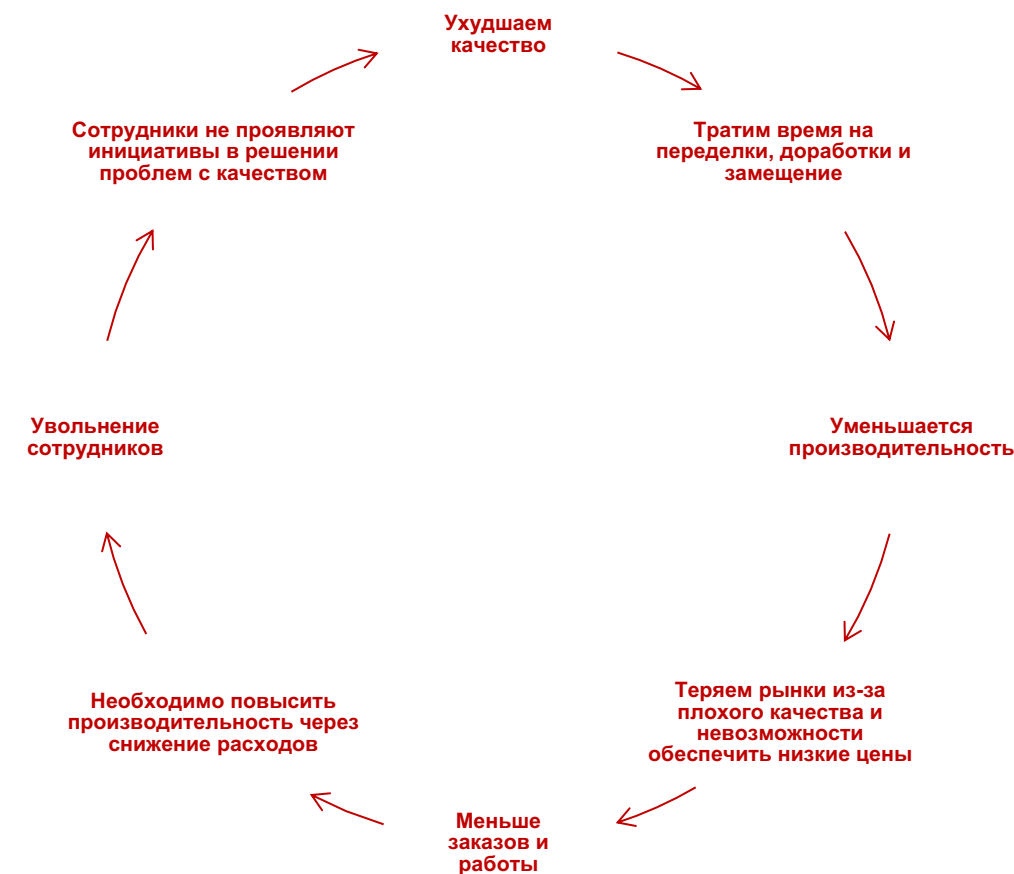 Ухудшаем
качество
Тратим время на
переделки, доработки и
замещение
Уменьшается
производительность
Теряем рынки из-за
плохого качества и
невозможности
обеспечить низкие цены
Меньше
заказов и
работы
Необходимо повысить
производительность через
снижение расходов
Увольнение
сотрудников
Сотрудники не проявляют
инициативы в решении
проблем с качеством